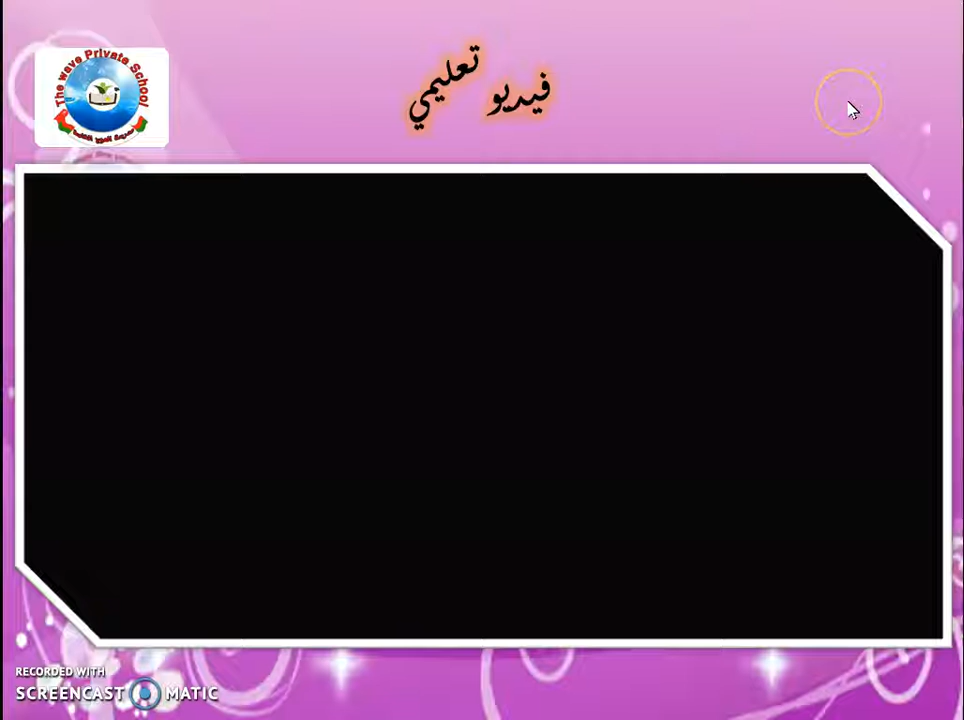 فيديو تعليمي
The wave Private School
RECORDED WITH
SCREENCAST MATIC